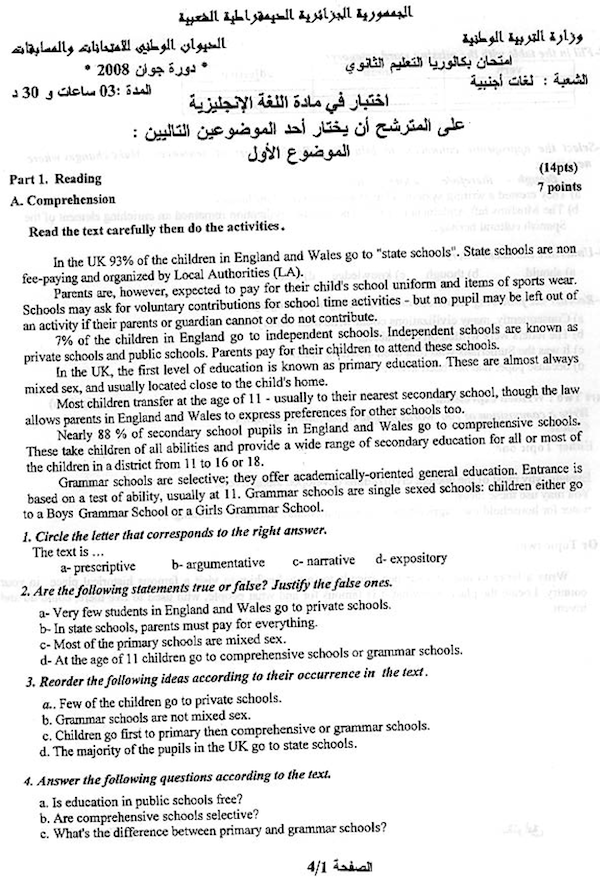 الجمهورية الجزائرية الديمقراطية الشعبية
وزارة التربية الوطنية
الديوان الوطني للامتحانات والمسابقات
امتحان بكالوريا التعليم الثانوي
* دورة جوان 2008 *
الشعبة : لغات أجنبية
المدة :03 ساعات و 30 د
اختبار في مادة اللغة الإنجليزية
على المترشح أن يختار أحد الموضوعين التاليين :
الموضوع الأول
Part 1. Reading
(14pts)
A. Comprehension
7 points
Read the text carefully then do the activities.
In the UK 93% of the children in England and Wales go to "state schools". State schools are non
fee-paying and organized by Local Authorities (LA).
Parents are, however, expected to pay for their child's school uniform and items of sports wear.
Schools may ask for voluntary contributions for school time activities - but no pupil may be left out of
an activity if their parents or guardian cannot or do not contribute.
7% of the children in England go to independent schools. Independent schools are known as
private schools and public schools. Parents pay for their children to attend these schools.
In the UK, the first level of education is known as primary education. These are almost always
mixed sex, and usually located close to the child's home.
Most children transfer at the age of 11 - usually to their nearest secondary school, though the law
allows parents in England and Wales to express preferences for other schools too.
Nearly 88 % of secondary school pupils in England and Wales go to comprehensive schools.
These take children of all abilities and provide a wide range of secondary education for all or most of
the children in a district from 11 to 16 or 18.
Grammar schools are selective; they offer academically-oriented general education. Entrance is
based on a test of ability, usually at 11. Grammar schools are single sexed schools: children either go
to a Boys Grammar School or a Girls Grammar School.
1. Circle the letter that corresponds to the right answer.
The text is ...
a- prescriptive b- argumentative c- narrative d- expository
2. Are the following statements true or false? Justify the false ones.
a- Very few students in England and Wales go to private schools.
b- In state schools, parents must pay for everything.
c- Most of the primary schools are mixed sex.
d- At the age of 11 children go to comprehensive schools or grammar schools.
3. Reorder the following ideas according to their occurrence in the text.
a.. Few of the children go to private schools.
b. Grammar schools are not mixed sex.
c. Children go first to primary then comprehensive or grammar schools.
d. The majority of the pupils in the UK go to state schools.
4. Answer the following questions according to the text.
a. Is education in public schools free?
b. Are comprehensive schools selective?
c. What's the difference between primary and grammar schools?
الصفحة 4/1